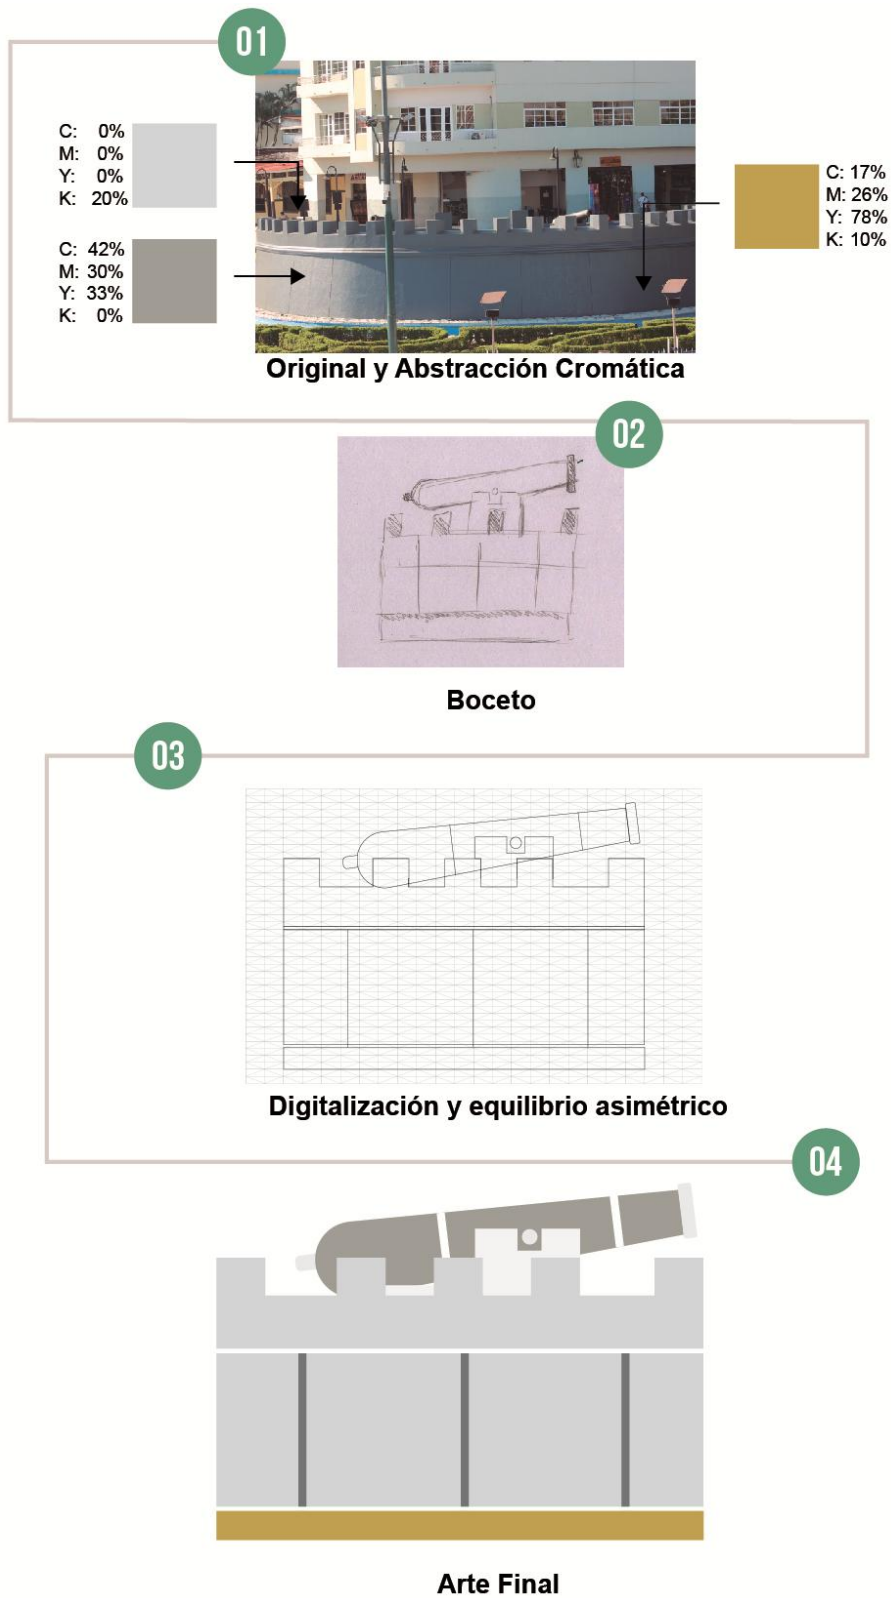 01
C: 0%
M: 0%
Y: 0%
K: 20%
C: 42%
M: 30%
Y: 33%
K: 0%
C: 17%
M: 26%
Y: 78%
K: 10%
Original y Abstracción Cromática
02
Boceto
03
Digitalización y equilibrio asimétrico
04
Arte Final